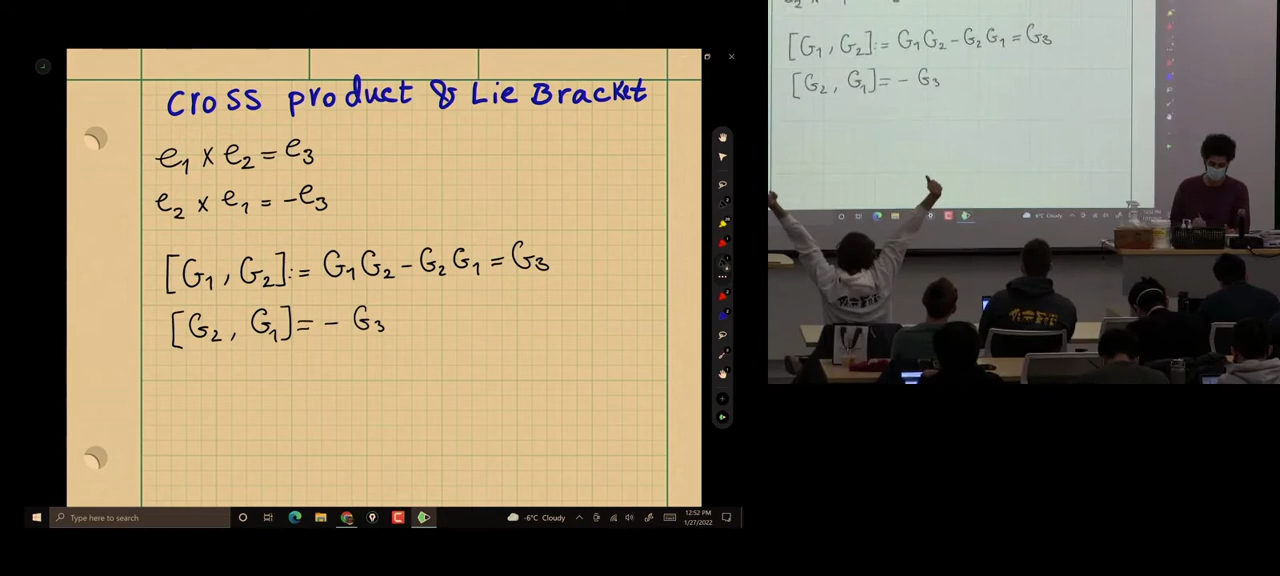 Cross product & Lie Bracket
e₁ × e₂ = e₃
e₂ × e₁ = -e₃
[G₁, G₂] := G₁G₂ - G₂G₁ = G₃
[G₂, G₁] = - G₃
Type here to search
-6°C Cloudy
12:52 PM
1/27/2022
[G₁, G₂] := G₁G₂ - G₂G₁ = G₃
[G₂, G₁] = - G₃
6°C Cloudy